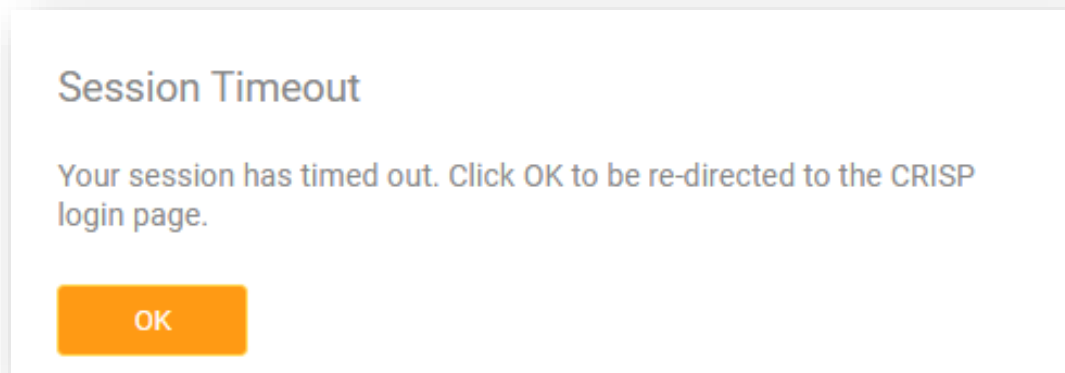 Session Timeout
Your session has timed out. Click OK to be re-directed to the CRISP
login page.
OK